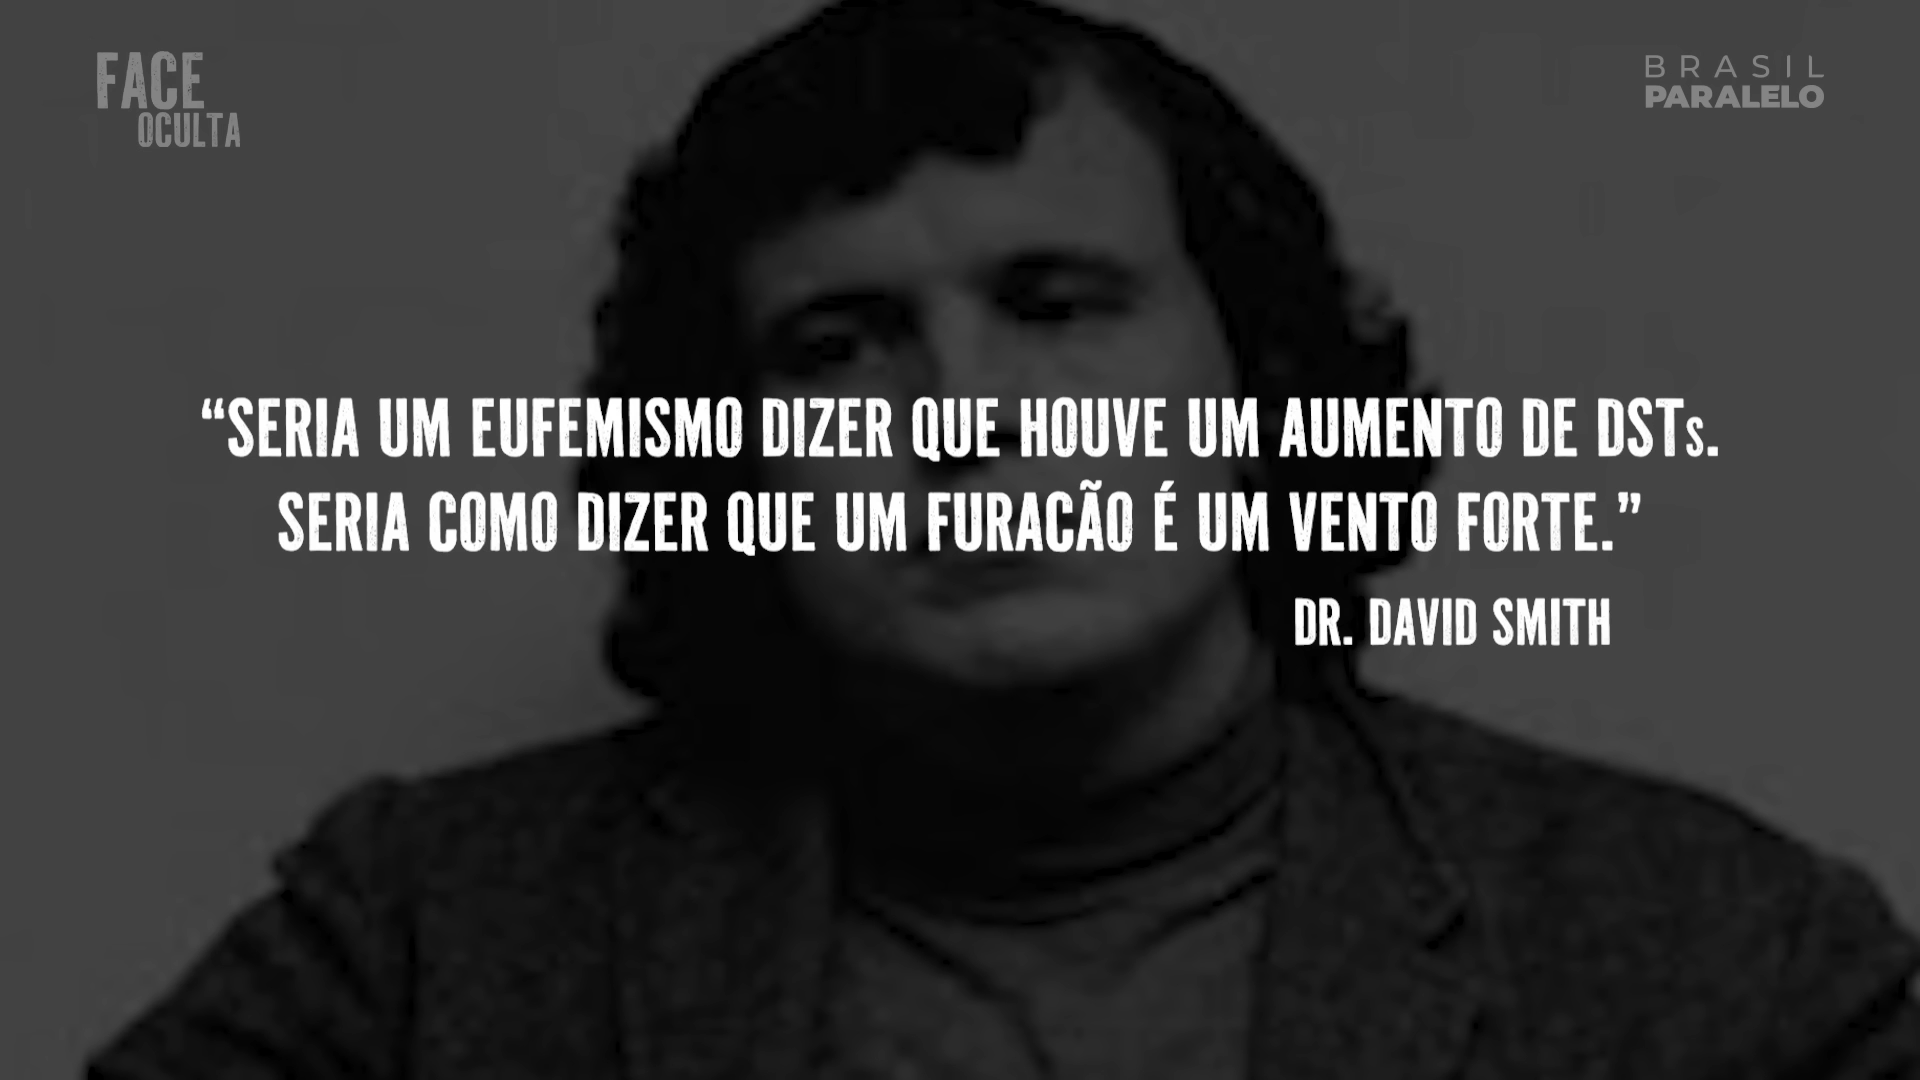 FACE
OCULTA
BRASIL
PARALELO
“SERIA UM EUFEMISMO DIZER QUE HOUVE UM AUMENTO DE DSTs.
SERIA COMO DIZER QUE UM FURACÃO É UM VENTO FORTE.”
DR. DAVID SMITH